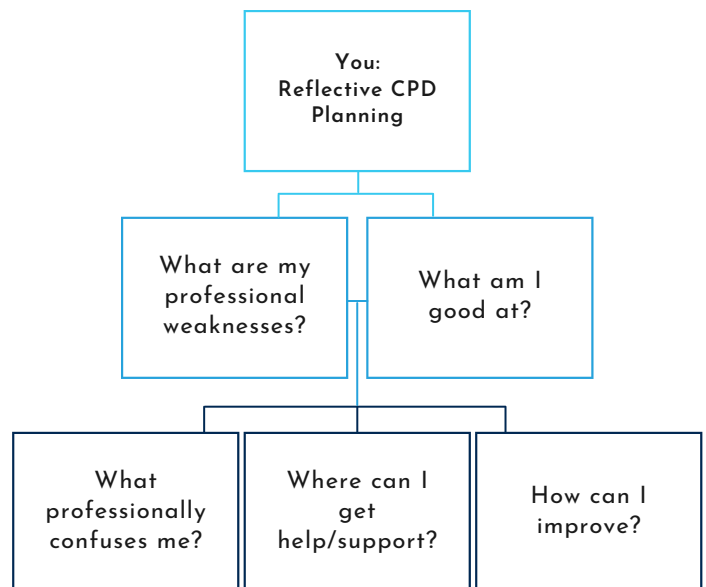 You:
Reflective CPD
Planning
What are my
professional
weaknesses?
What am I
good at?
What
professionally
confuses me?
Where can I
get
help/support?
How can I
improve?